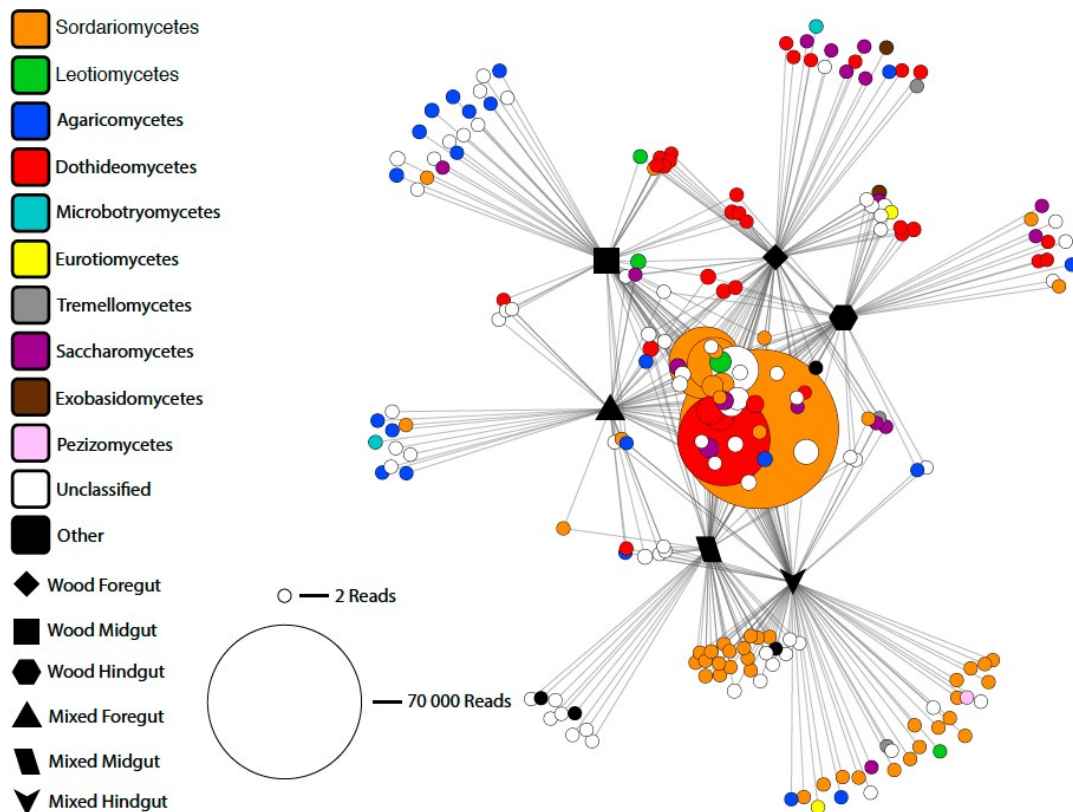 Sordariomycetes
Leotiomycetes
Agaricomycetes
Dothideomycetes
Microbotryomycetes
Eurotiomycetes
Tremellomycetes
Saccharomycetes
Exobasidomycetes
Pezizomycetes
Unclassified
Other
Wood Foregut
Wood Midgut
Wood Hindgut
Mixed Foregut
Mixed Midgut
Mixed Hindgut
2 Reads
70 000 Reads